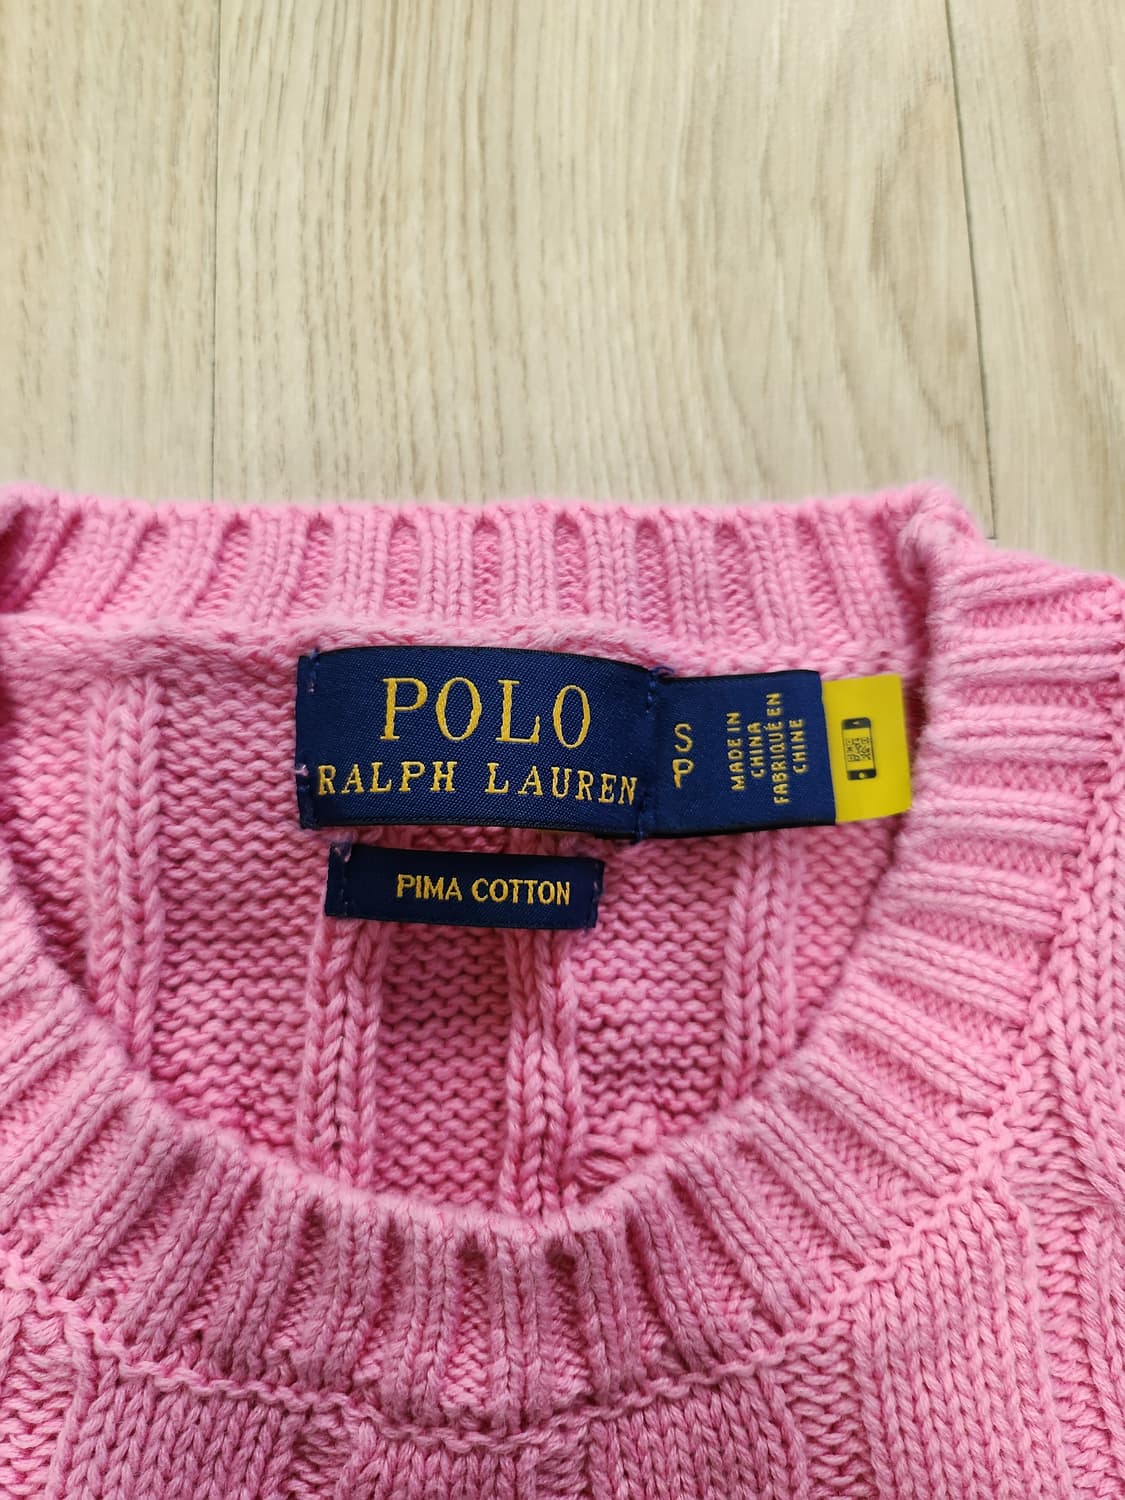 POLO
RALPH LAUREN
S
P
MADE IN
CHINA
FABRIQUÉ EN
CHINE
PIMA COTTON